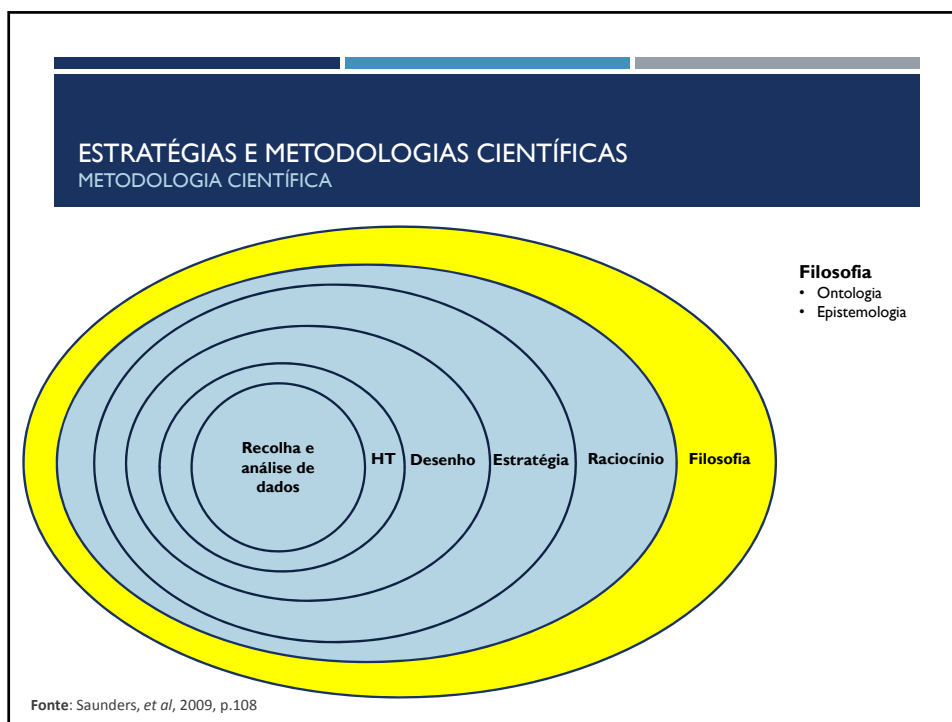 ESTRATÉGIAS E METODOLOGIAS CIENTÍFICAS
METODOLOGIA CIENTÍFICA
Filosofia
• Ontologia
• Epistemologia
Recolha e
análise de
dados
HT
Desenho
Estratégia
Raciocínio
Filosofia
Fonte: Saunders, et al, 2009, p.108